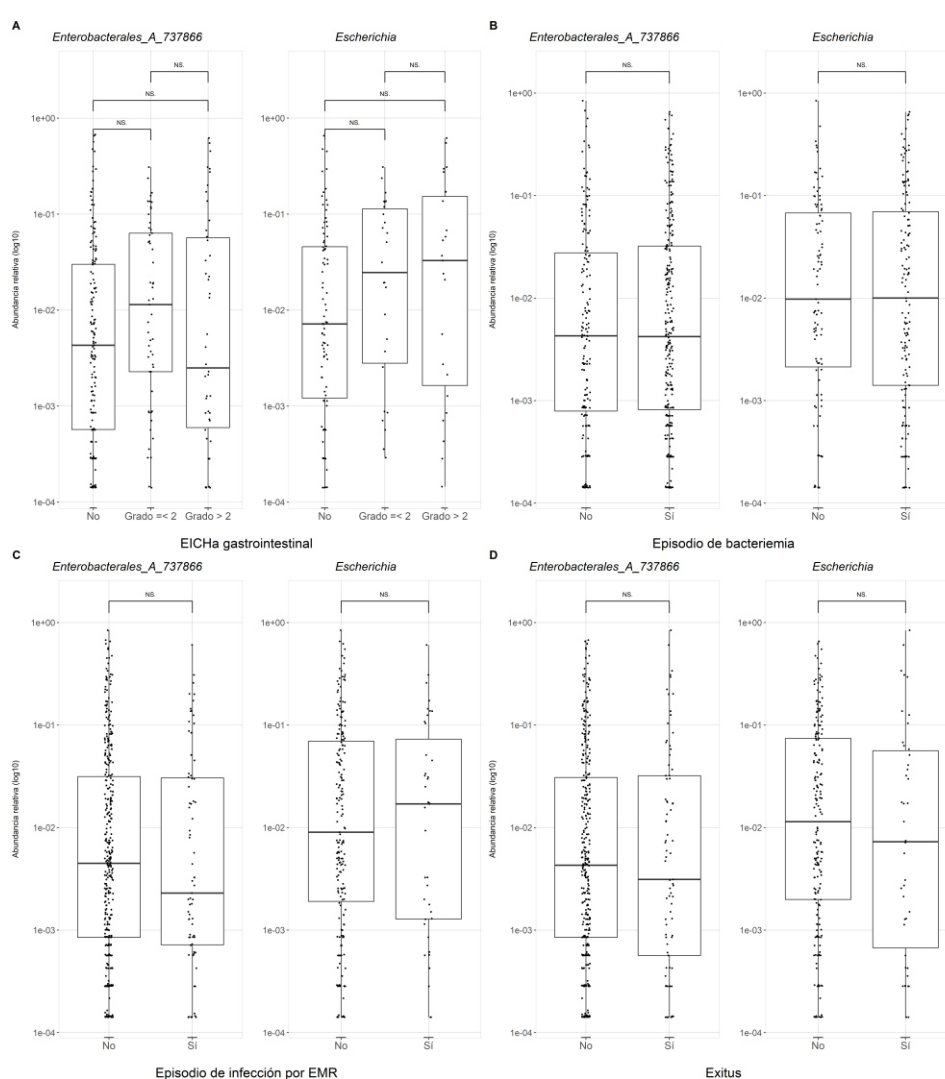 A
Enterobacterales_A_737866
Escherichia
NS.
NS.
NS.
NS.
NS.
NS.
Abundancia relativa (log10)
1e+00
1e-01
1e-02
1e-03
1e-04
No
Grado =< 2
Grado > 2
No
Grado =< 2
Grado > 2
EICHa gastrointestinal
B
Enterobacterales_A_737866
Escherichia
NS.
NS.
Abundancia relativa (log10)
1e+00
1e-01
1e-02
1e-03
1e-04
No
Sí
No
Sí
Episodio de bacteriemia
C
Enterobacterales_A_737866
Escherichia
NS.
NS.
Abundancia relativa (log10)
1e+00
1e-01
1e-02
1e-03
1e-04
No
Sí
No
Sí
Episodio de infección por EMR
D
Enterobacterales_A_737866
Escherichia
NS.
NS.
Abundancia relativa (log10)
1e+00
1e-01
1e-02
1e-03
1e-04
No
Sí
No
Sí
Exitus